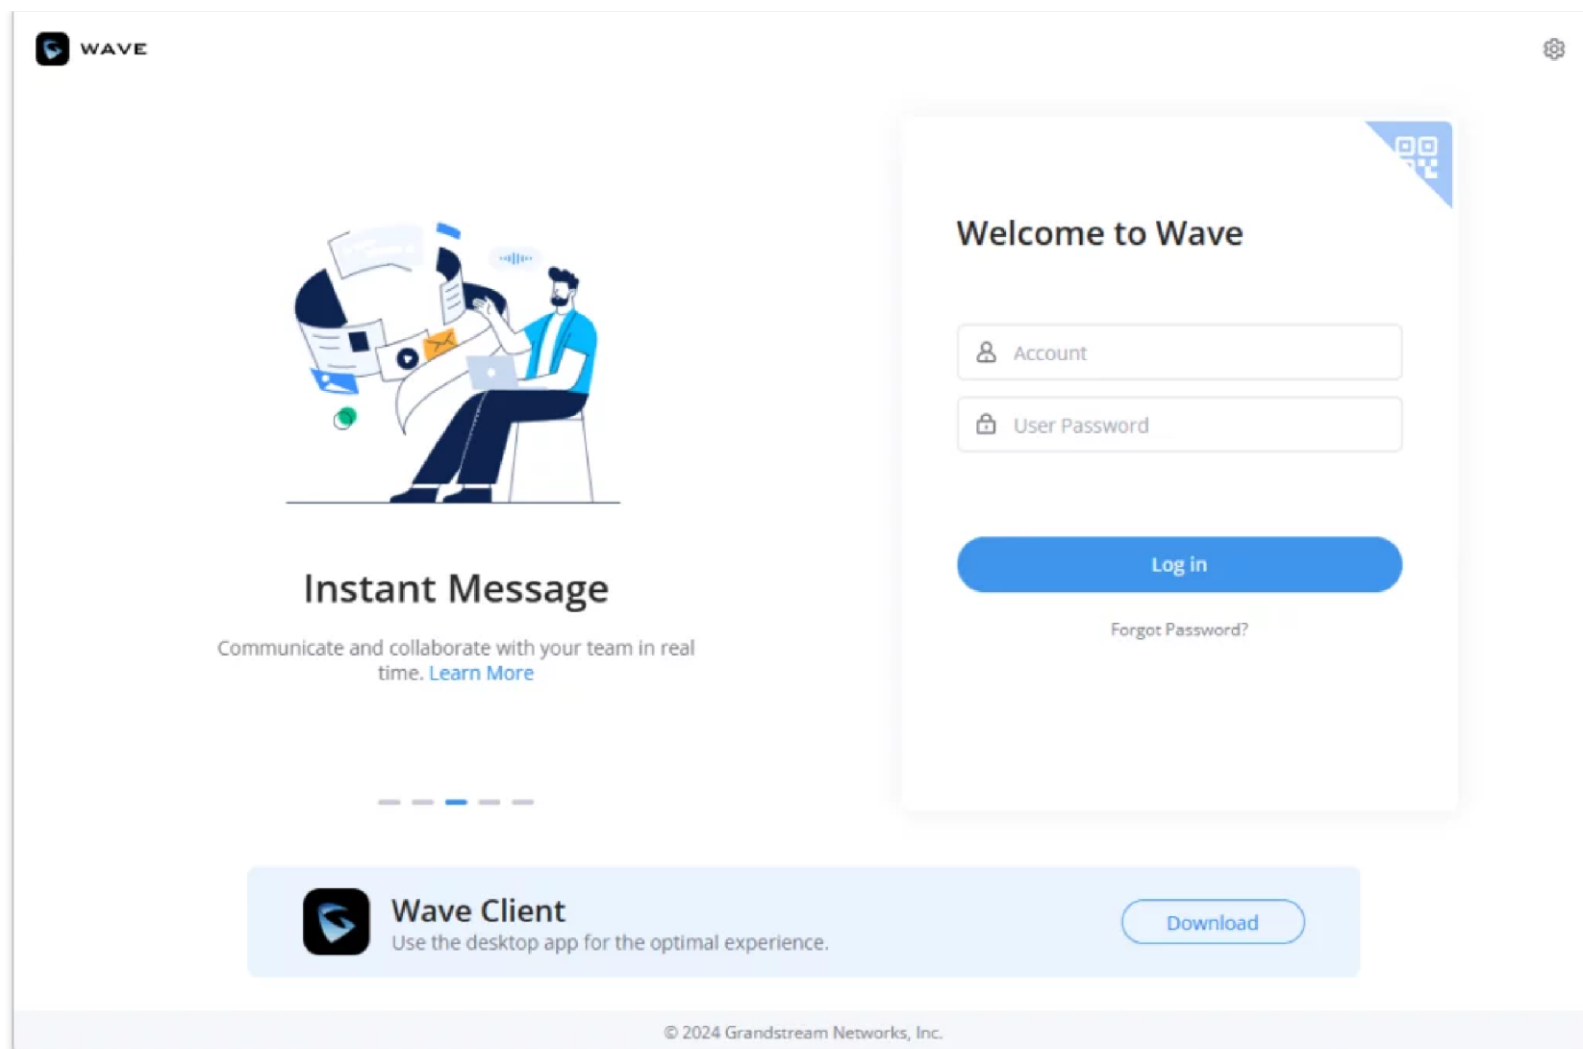 WAVE
Welcome to Wave
Account
User Password
Log in
Forgot Password?
Instant Message
Communicate and collaborate with your team in real
time. Learn More
Wave Client
Use the desktop app for the optimal experience.
Download
© 2024 Grandstream Networks, Inc.